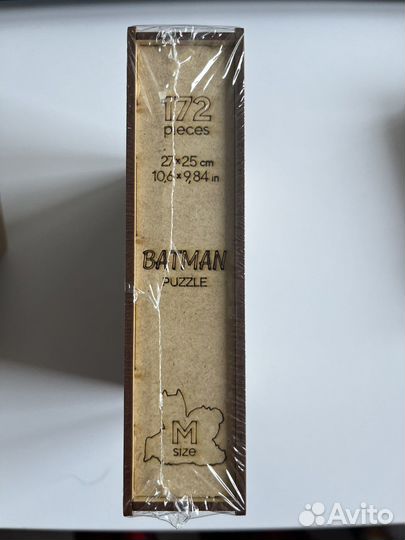 172
pieces
27×25 cm
10,6×9,84 in
BATMAN
PUZZLE
M
size
Avito